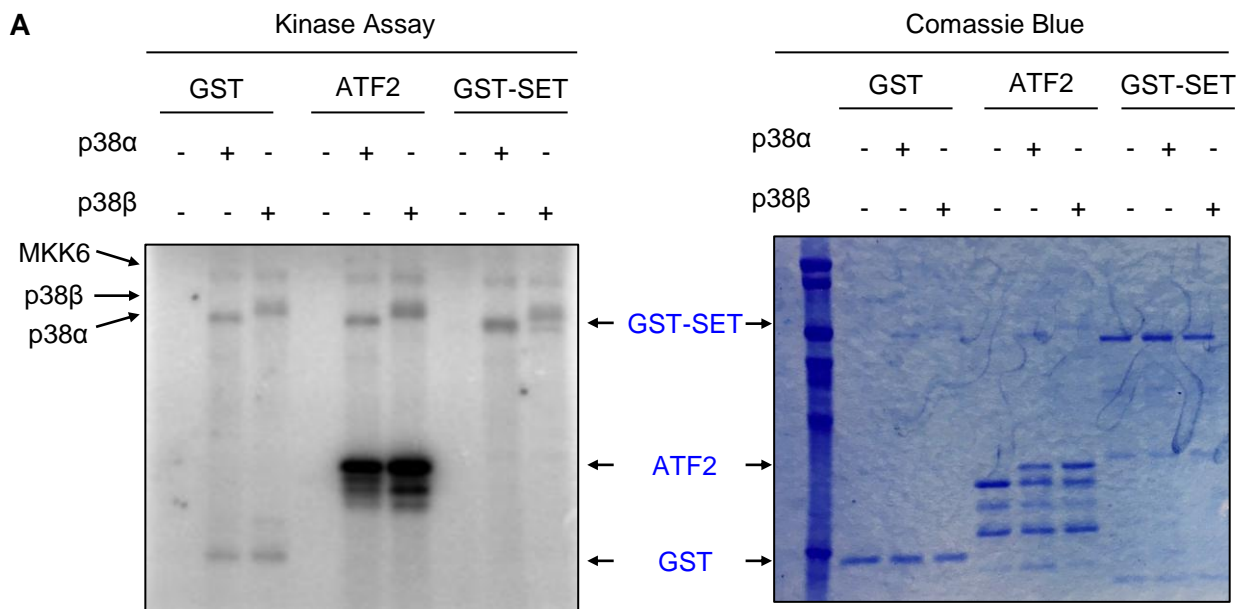 A
Kinase Assay
Comassie Blue
GST ATF2 GST-SET
GST ATF2 GST-SET
p38α - + - - + - - + -
p38α - + - - + - - + -
p38β - - + - - + - - +
p38β - - + - - + - - +
MKK6
p38β
p38α
GST-SET
ATF2
GST